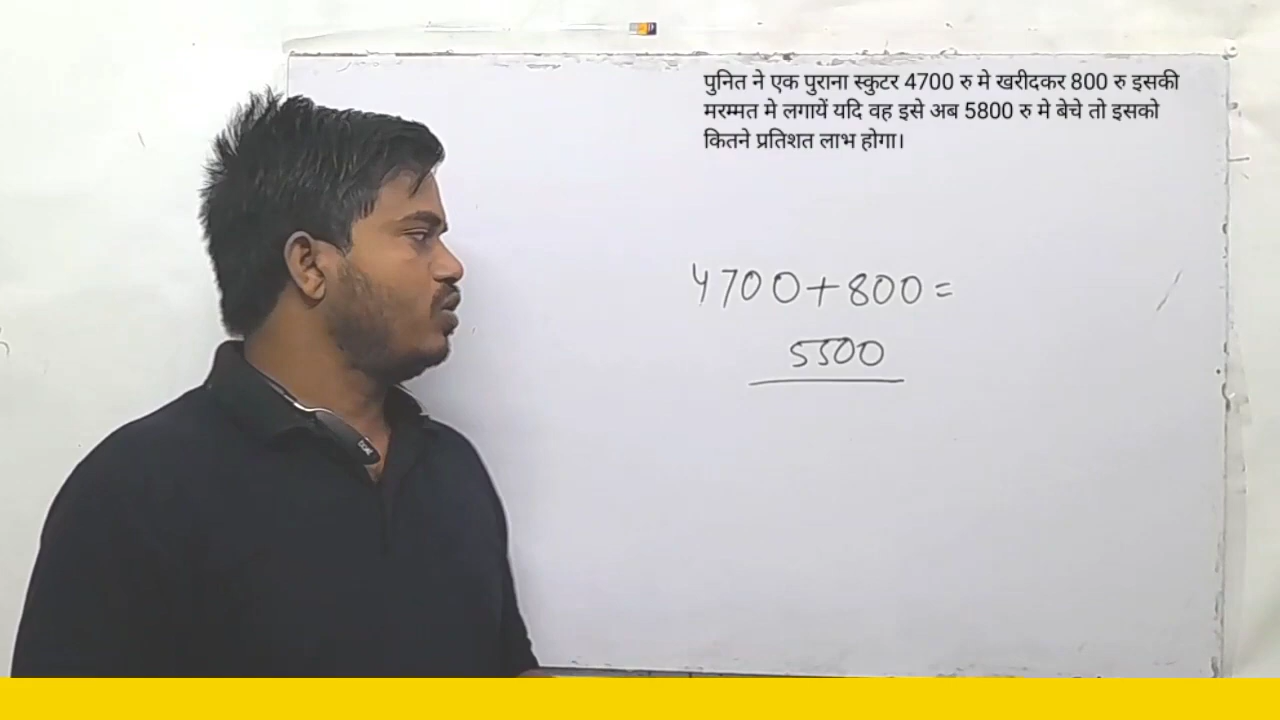 पुनित ने एक पुराना स्कुटर 4700 रु मे खरीदकर 800 रु इसकी
मरम्मत मे लगायें यदि वह इसे अब 5800 रु मे बेचे तो इसको
कितने प्रतिशत लाभ होगा।
4700+800=
5500